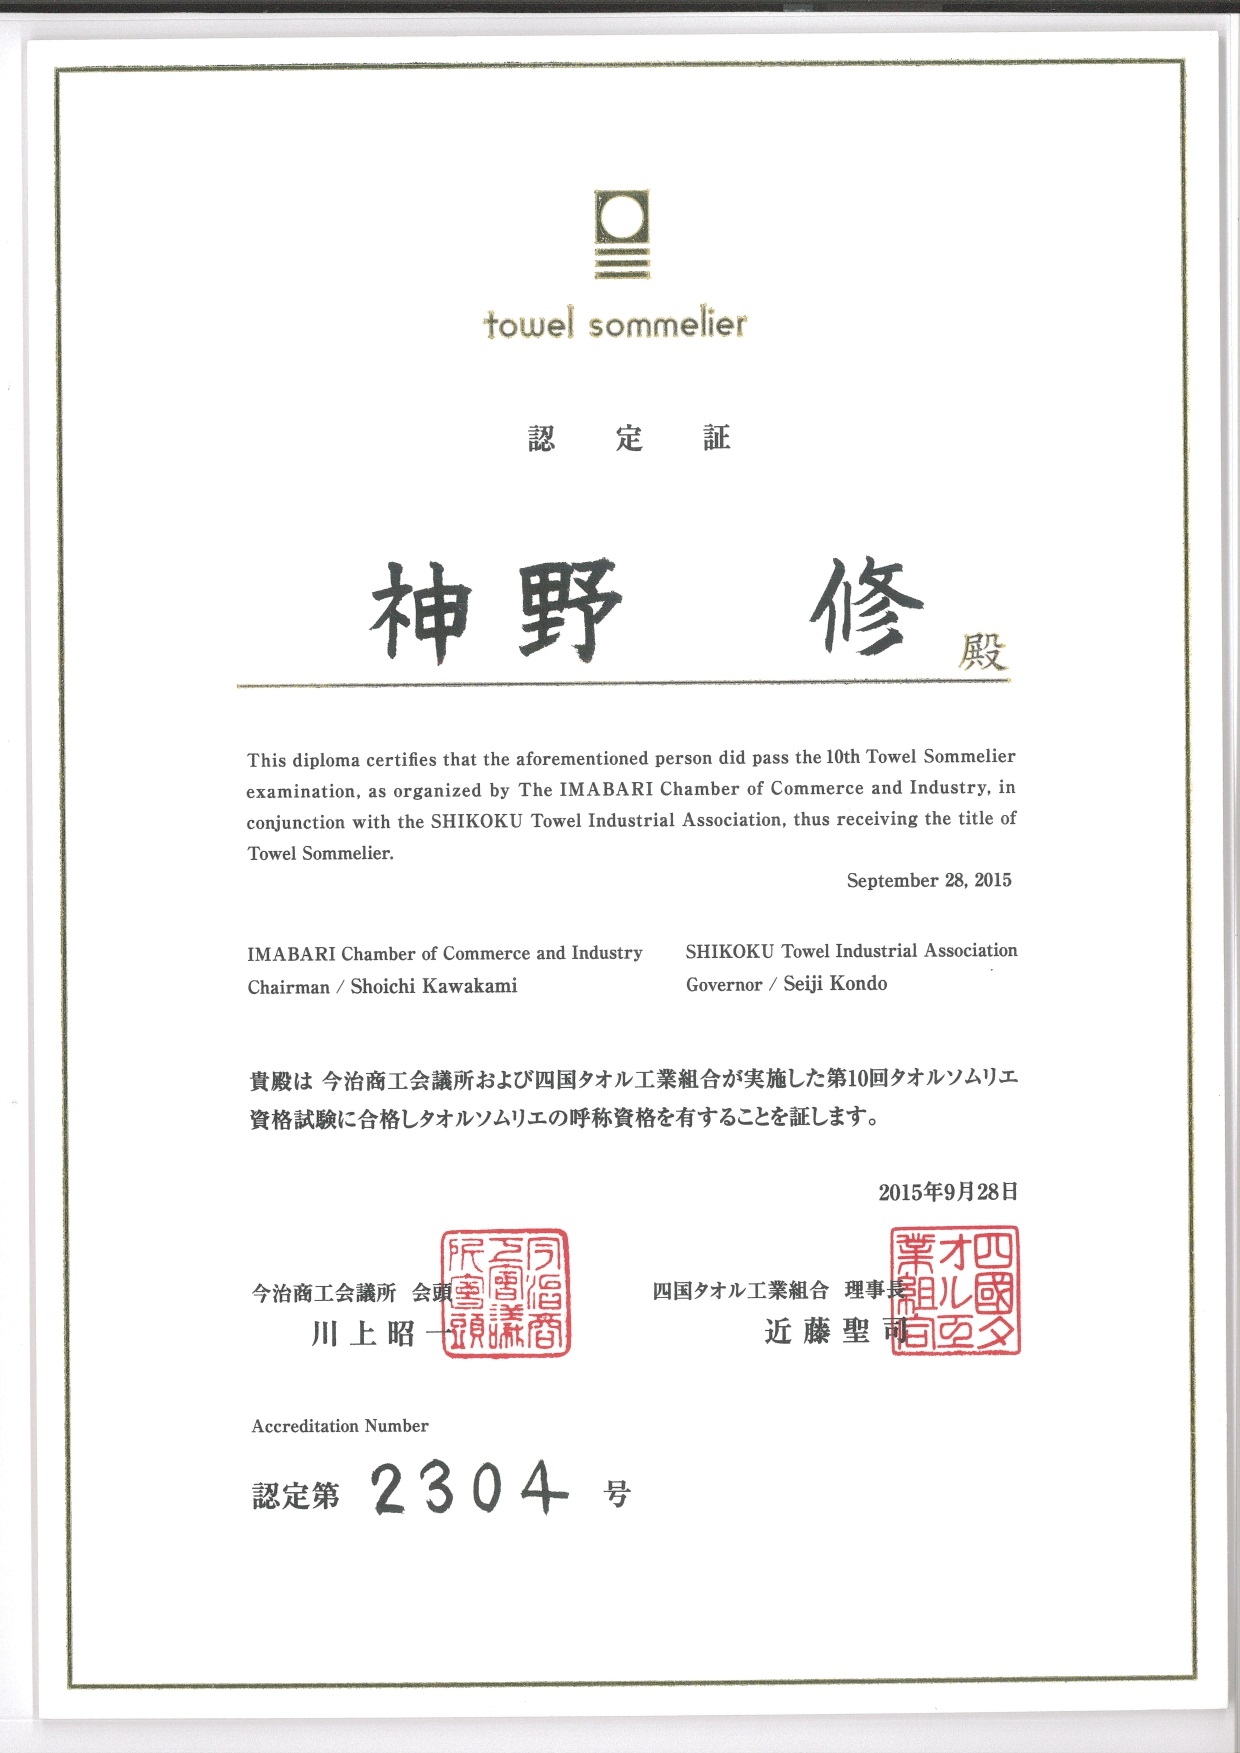 towel sommelier
認定証
神野 修 殿
This diploma certifies that the aforementioned person did pass the 10th Towel Sommelier
examination, as organized by The IMABARI Chamber of Commerce and Industry, in
conjunction with the SHIKOKU Towel Industrial Association, thus receiving the title of
Towel Sommelier.
September 28, 2015
IMABARI Chamber of Commerce and Industry
Chairman / Shoichi Kawakami
SHIKOKU Towel Industrial Association
Governor / Seiji Kondo
貴殿は 今治商工会議所および四国タオル工業組合が実施した第10回タオルソムリエ
資格試験に合格しタオルソムリエの呼称資格を有することを証します。
2015年9月28日
今治商工会議所 会頭
川上昭一
今治商工會議所會頭
四国タオル工業組合 理事長
近藤聖司
四國タオル工業組合
Accreditation Number
認定第 2304 号